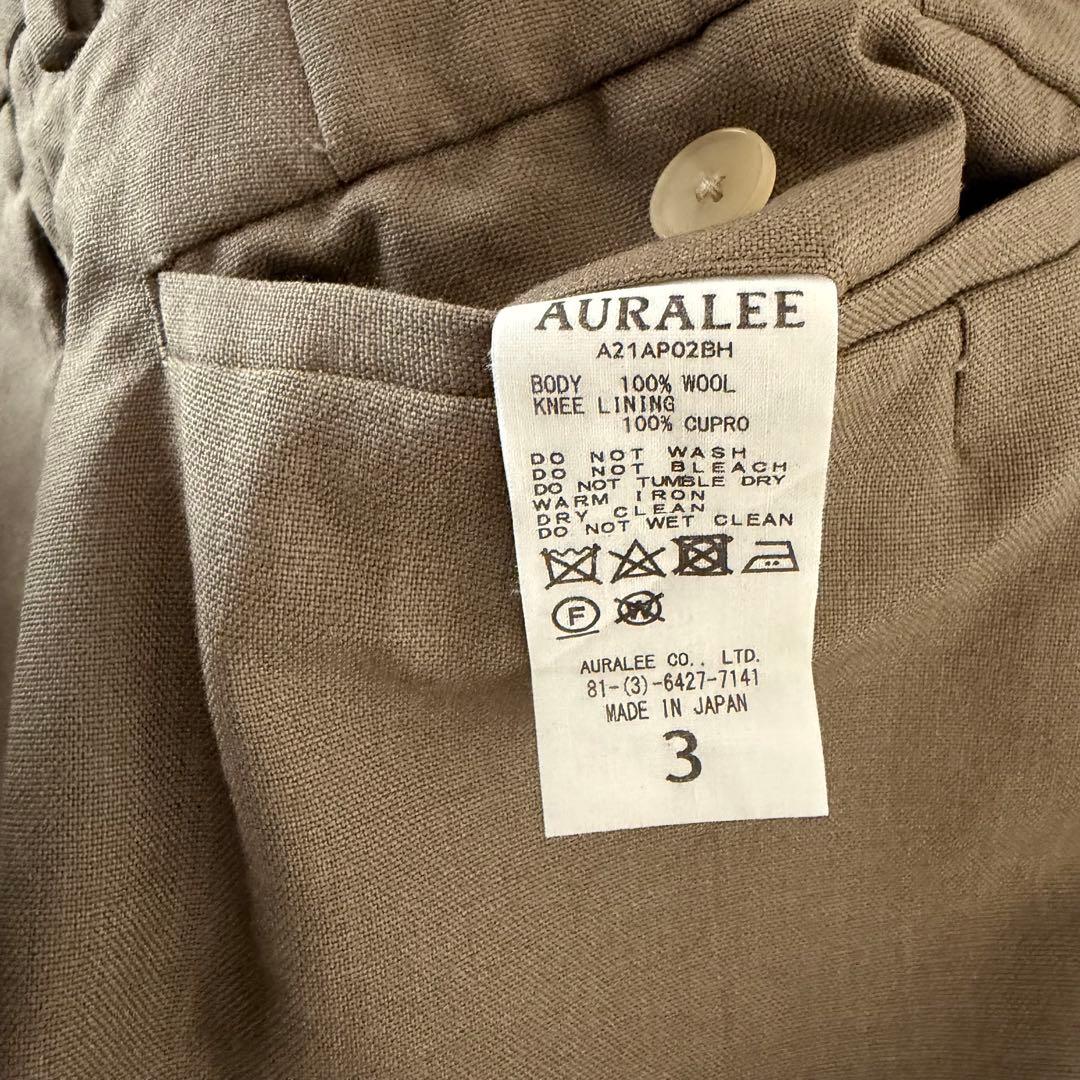 AURALEE
A21AP02BH
BODY 100% WOOL
KNEE LINING
100% CUPRO
DO NOT WASH
DO NOT BLEACH
DO NOT TUMBLE DRY
WARM IRON
DRY CLEAN
DO NOT WET CLEAN
F W
AURALEE CO., LTD.
81-(3)-6427-7141
MADE IN JAPAN
3